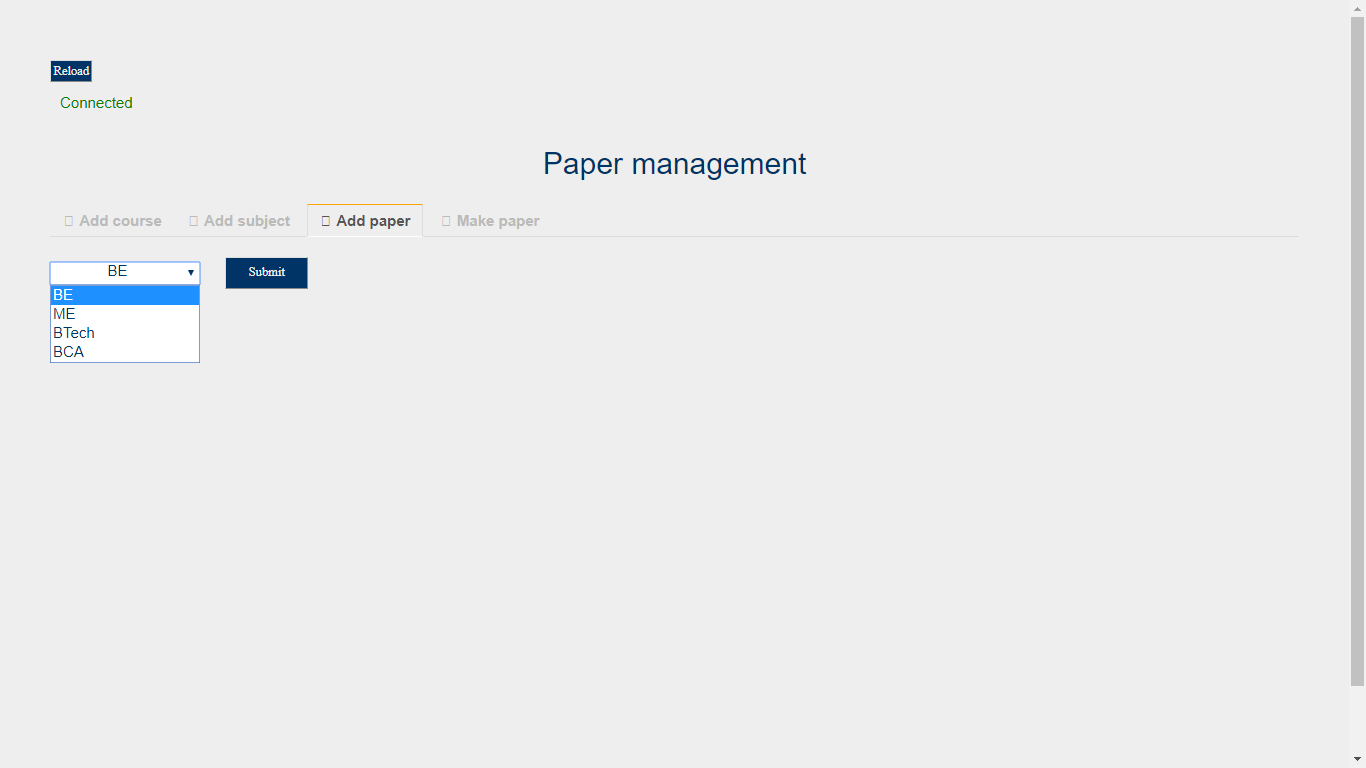 Reload
Connected
Paper management
Add course Add subject Add paper Make paper
BE Submit
BE
ME
BTech
BCA